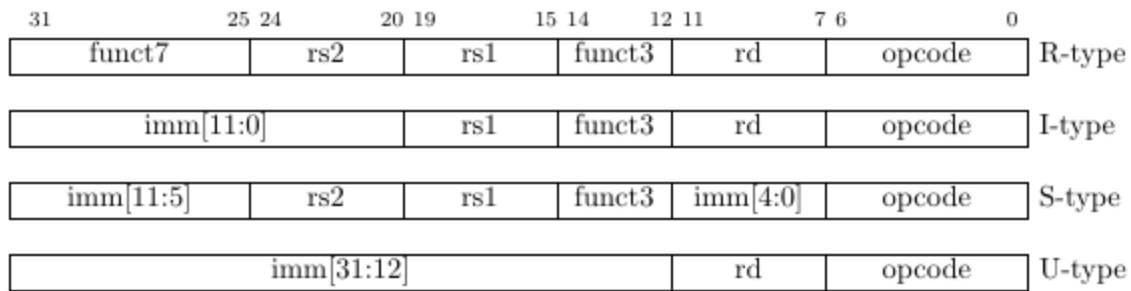 31 25 24 20 19 15 14 12 11 7 6 0
funct7 rs2 rs1 funct3 rd opcode R-type
imm[11:0] rs1 funct3 rd opcode I-type
imm[11:5] rs2 rs1 funct3 imm[4:0] opcode S-type
imm[31:12] rd opcode U-type